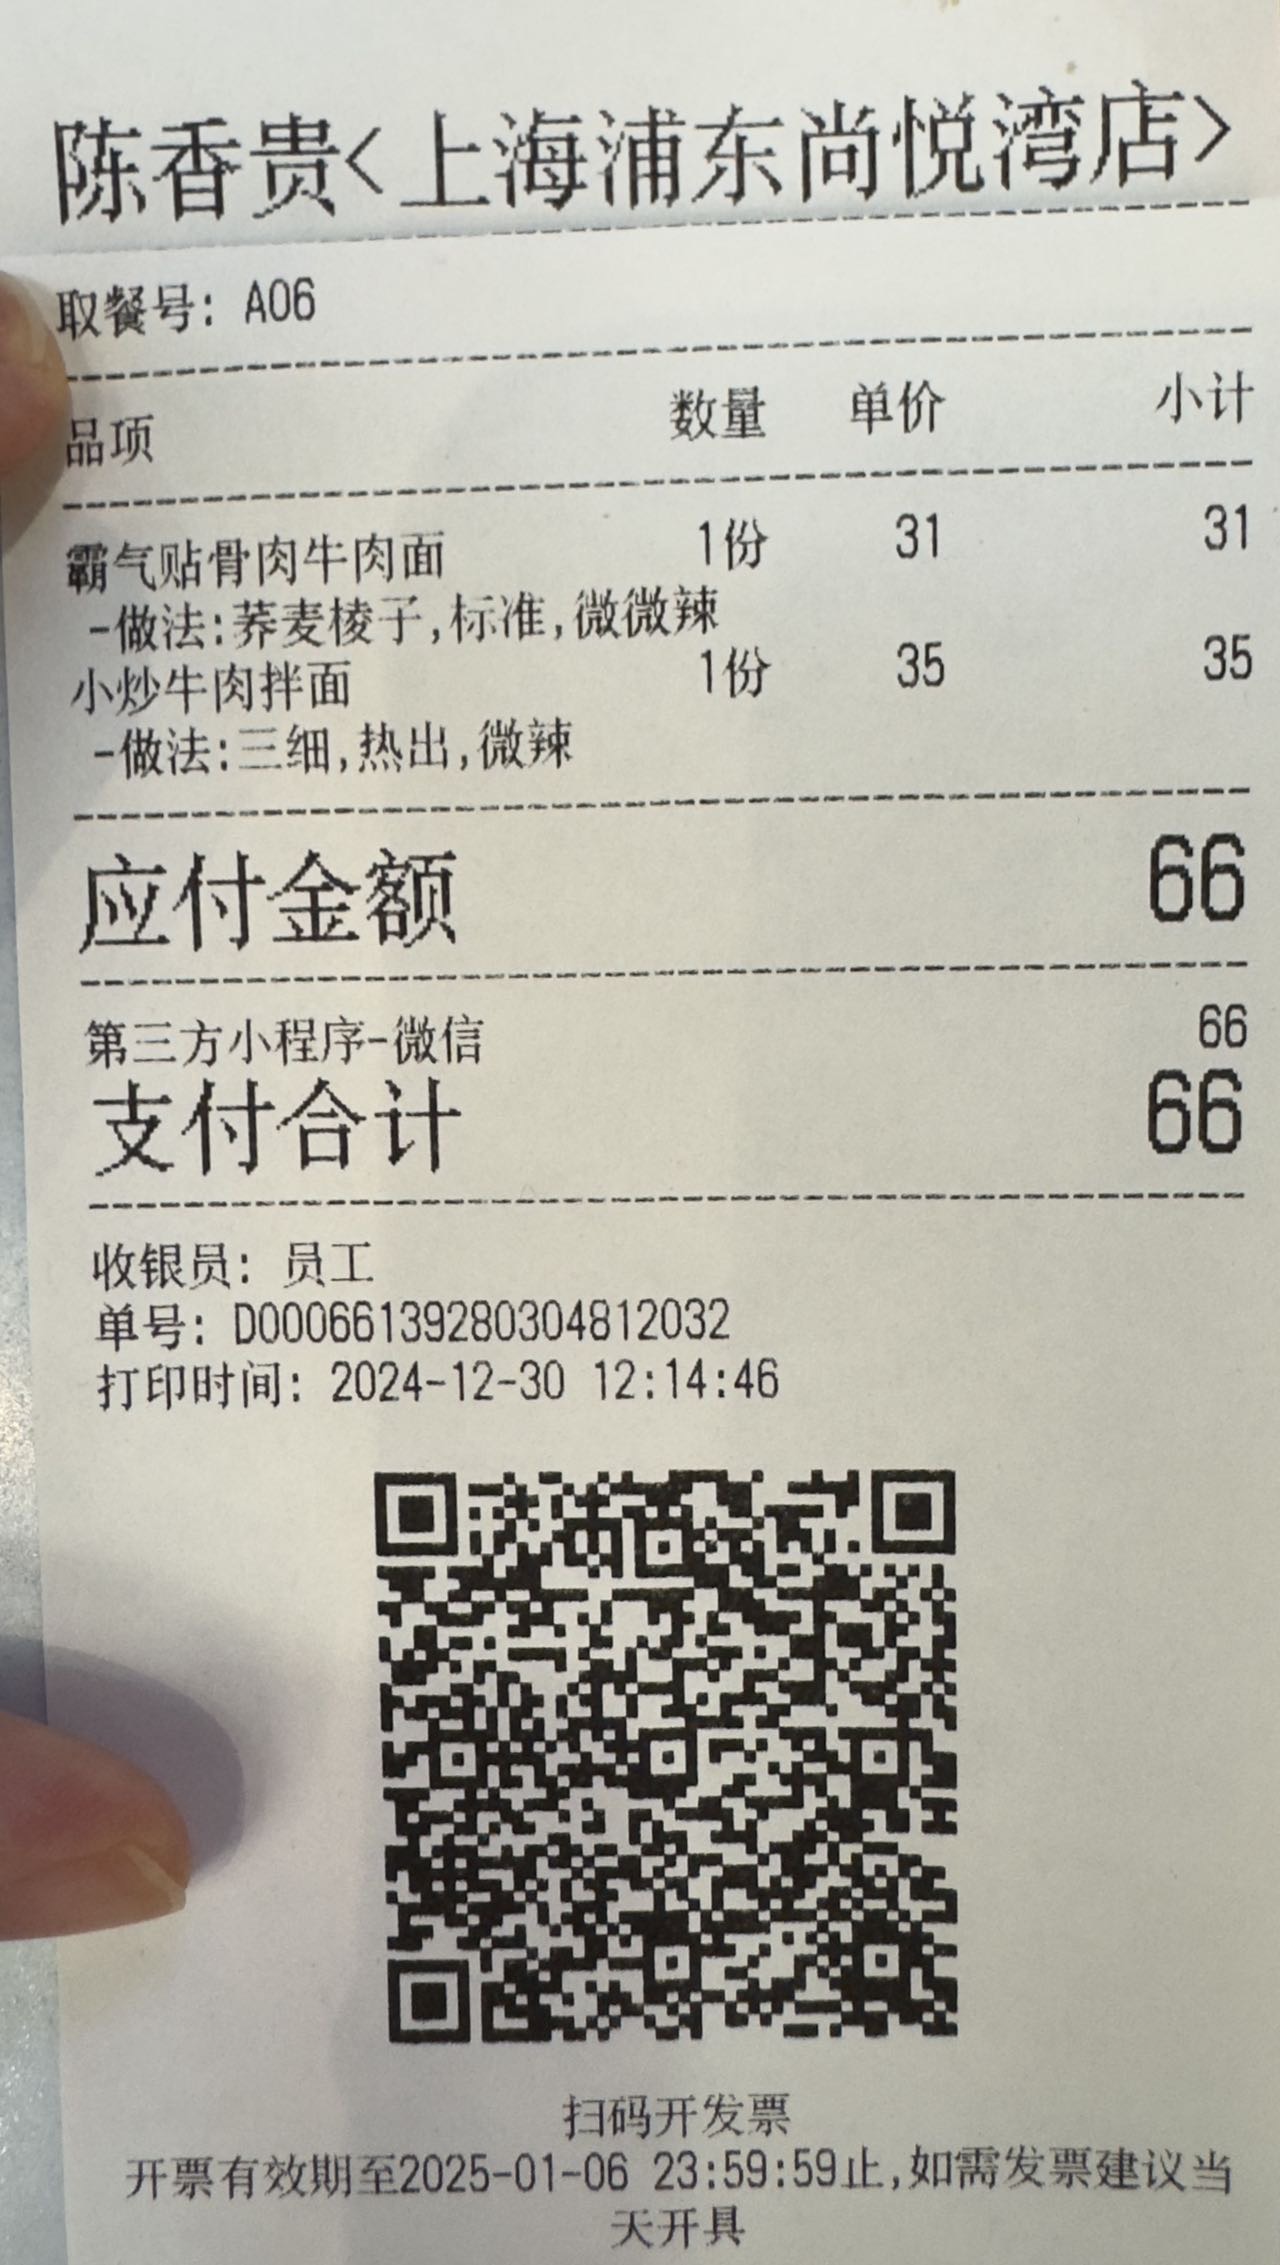 陈香贵<上海浦东尚悦湾店>
取餐号: A06
品项 数量 单价 小计
霸气贴骨肉牛肉面 1份 31 31
-做法:荞麦棱子,标准,微微辣
小炒牛肉拌面 1份 35 35
-做法:三细,热出,微辣
应付金额 66
第三方小程序-微信 66
支付合计 66
收银员: 员工
单号: D00066139280304812032
打印时间: 2024-12-30 12:14:46
扫码开发票
开票有效期至2025-01-06 23:59:59止,如需发票建议当
天开具